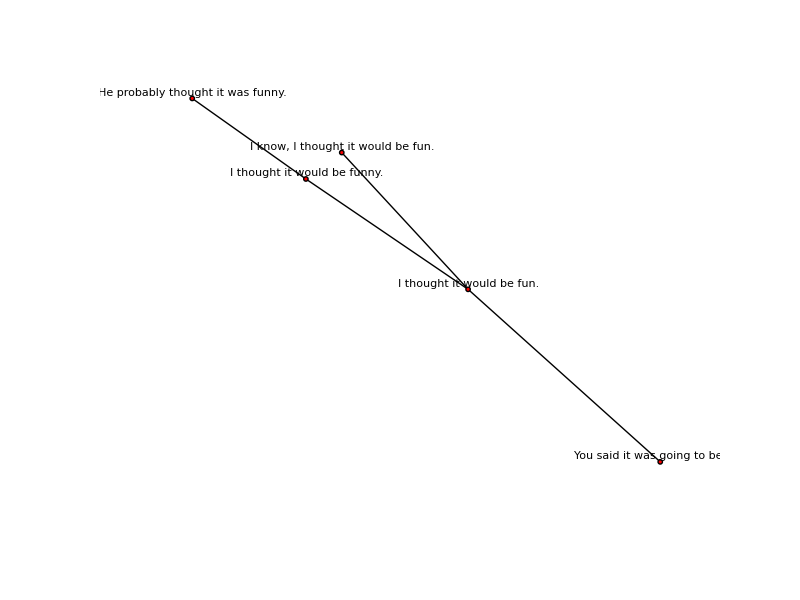 He probably thought it was funny.
I know, I thought it would be fun.
I thought it would be funny.
I thought it would be fun.
You said it was going to be